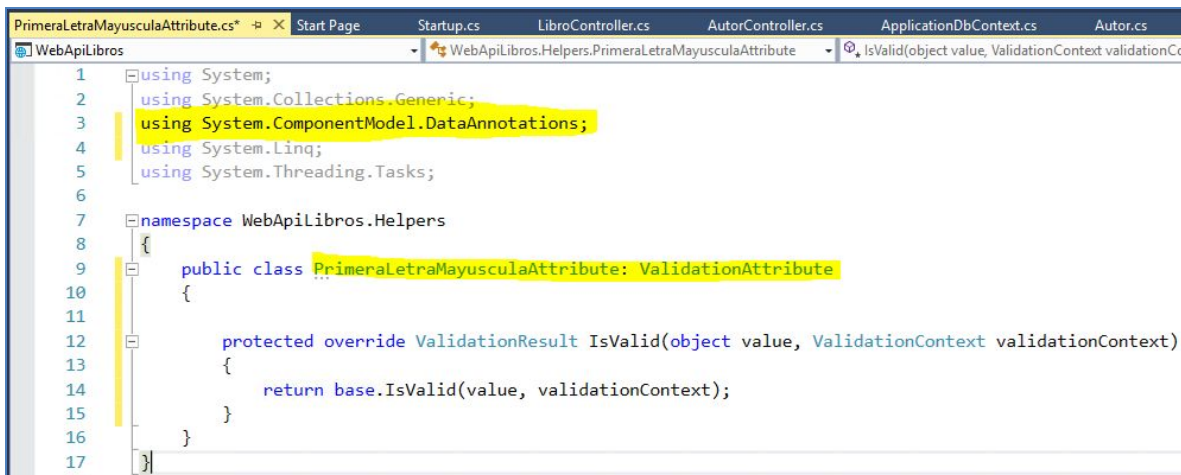 PrimeraLetraMayusculaAttribute.cs* Start Page Startup.cs LibroController.cs AutorController.cs ApplicationDbContext.cs Autor.cs
WebApiLibros WebApiLibros.Helpers.PrimeraLetraMayusculaAttribute IsValid(object value, ValidationContext validationCo
1 using System;
2 using System.Collections.Generic;
3 using System.ComponentModel.DataAnnotations;
4 using System.Linq;
5 using System.Threading.Tasks;
6
7 namespace WebApiLibros.Helpers
8 {
9 public class PrimeraLetraMayusculaAttribute: ValidationAttribute
10 {
11
12 protected override ValidationResult IsValid(object value, ValidationContext validationContext)
13 {
14 return base.IsValid(value, validationContext);
15 }
16 }
17 }